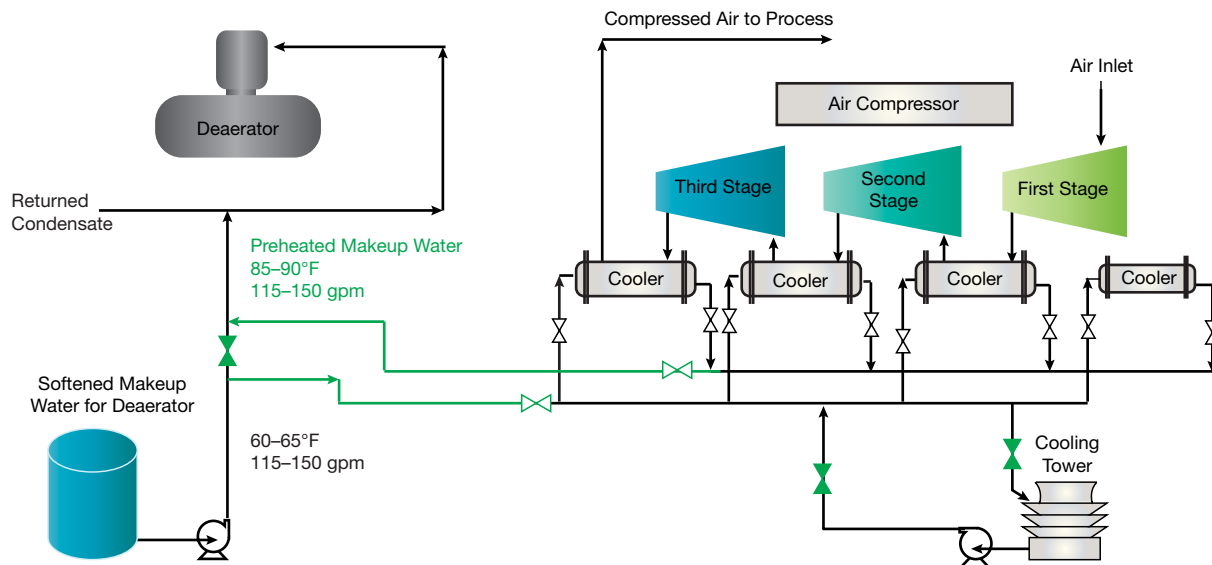 Compressed Air to Process
Air Inlet
Air Compressor
Deaerator
Third Stage
Second
Stage
First Stage
Returned
Condensate
Preheated Makeup Water
85–90°F
115–150 gpm
Cooler
Cooler
Cooler
Cooler
Softened Makeup
Water for Deaerator
60–65°F
115–150 gpm
Cooling
Tower